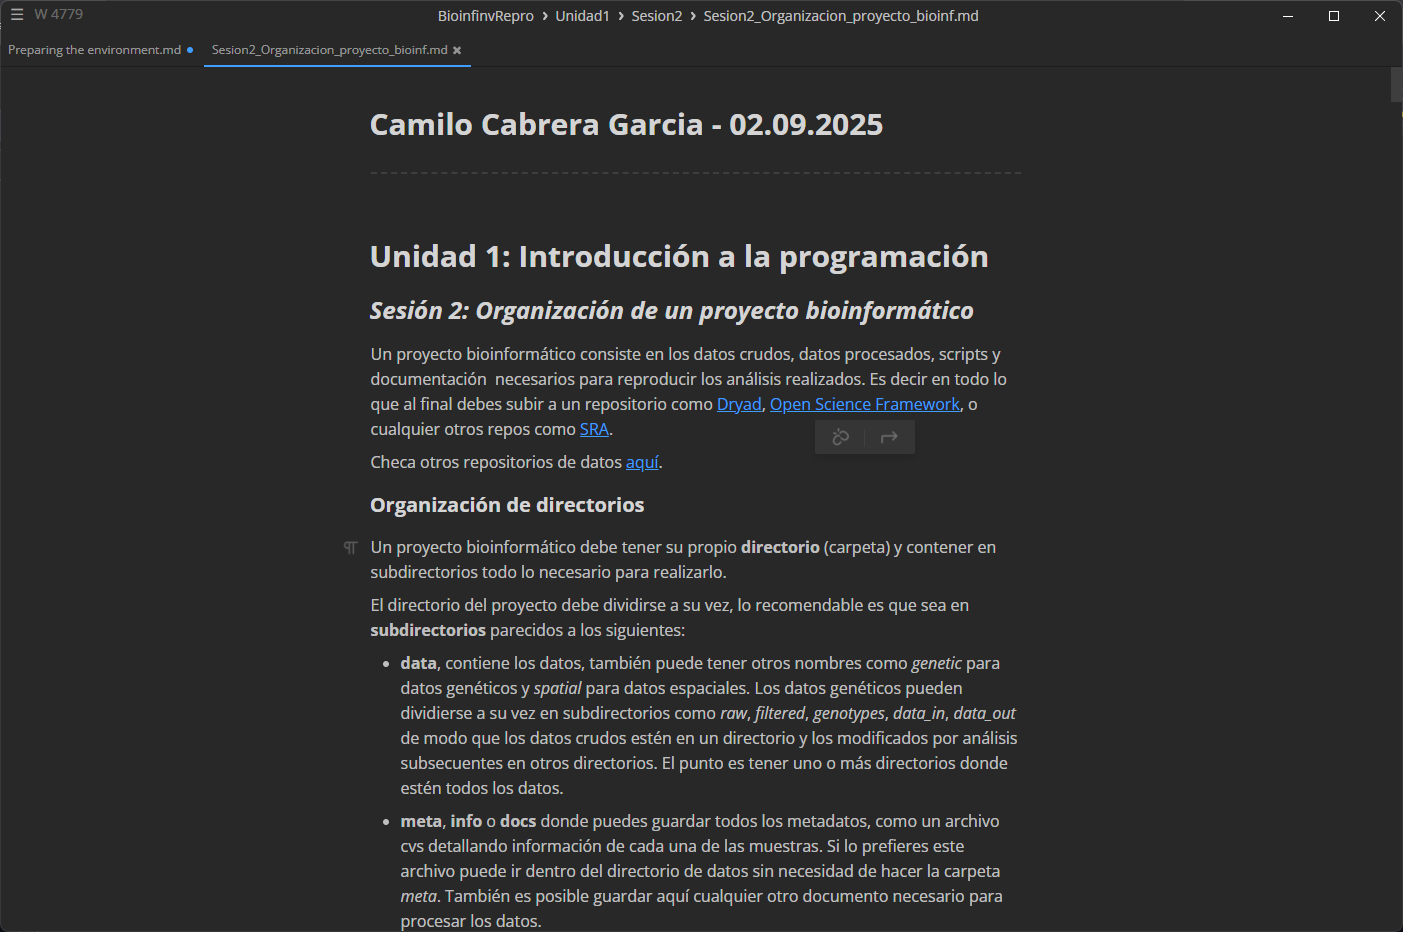 W 4779
BioinfinvRepro › Unidad1 › Sesion2 › Sesion2_Organizacion_proyecto_bioinf.md
Preparing the environment.md
Sesion2_Organizacion_proyecto_bioinf.md
Camilo Cabrera Garcia - 02.09.2025
Unidad 1: Introducción a la programación
Sesión 2: Organización de un proyecto bioinformático
Un proyecto bioinformático consiste en los datos crudos, datos procesados, scripts y
documentación  necesarios para reproducir los análisis realizados. Es decir en todo lo
que al final debes subir a un repositorio como Dryad, Open Science Framework, o
cualquier otros repos como SRA.
Checa otros repositorios de datos aquí.
Organización de directorios
Un proyecto bioinformático debe tener su propio directorio (carpeta) y contener en
subdirectorios todo lo necesario para realizarlo.
El directorio del proyecto debe dividirse a su vez, lo recomendable es que sea en
subdirectorios parecidos a los siguientes:
• data, contiene los datos, también puede tener otros nombres como genetic para
datos genéticos y spatial para datos espaciales. Los datos genéticos pueden
dividierse a su vez en subdirectorios como raw, filtered, genotypes, data_in, data_out
de modo que los datos crudos estén en un directorio y los modificados por análisis
subsecuentes en otros directorios. El punto es tener uno o más directorios donde
estén todos los datos.
• meta, info o docs donde puedes guardar todos los metadatos, como un archivo
cvs detallando información de cada una de las muestras. Si lo prefieres este
archivo puede ir dentro del directorio de datos sin necesidad de hacer la carpeta
meta. También es posible guardar aquí cualquier otro documento necesario para
procesar los datos.